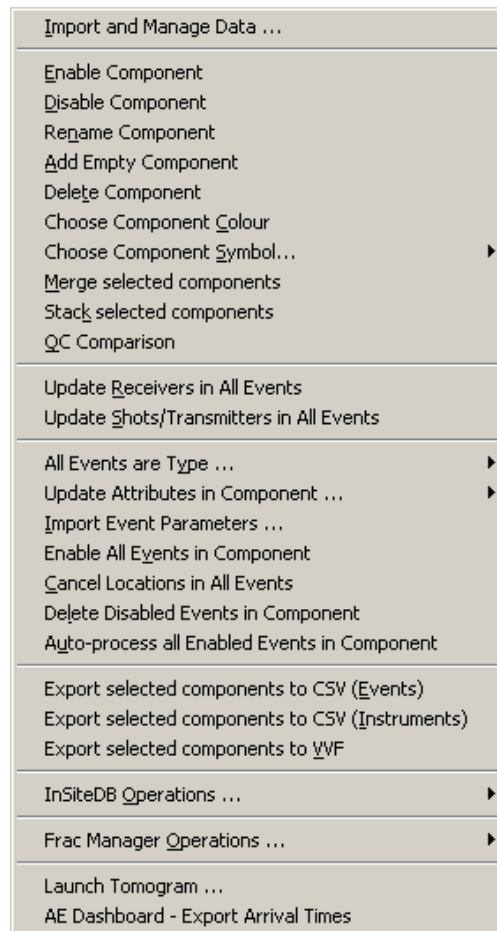 Import and Manage Data ...
Enable Component
Disable Component
Rename Component
Add Empty Component
Delete Component
Choose Component Colour
Choose Component Symbol...
Merge selected components
Stack selected components
QC Comparison
Update Receivers in All Events
Update Shots/Transmitters in All Events
All Events are Type ...
Update Attributes in Component ...
Import Event Parameters ...
Enable All Events in Component
Cancel Locations in All Events
Delete Disabled Events in Component
Auto-process all Enabled Events in Component
Export selected components to CSV (Events)
Export selected components to CSV (Instruments)
Export selected components to VVF
InSiteDB Operations ...
Frac Manager Operations ...
Launch Tomogram ...
AE Dashboard - Export Arrival Times